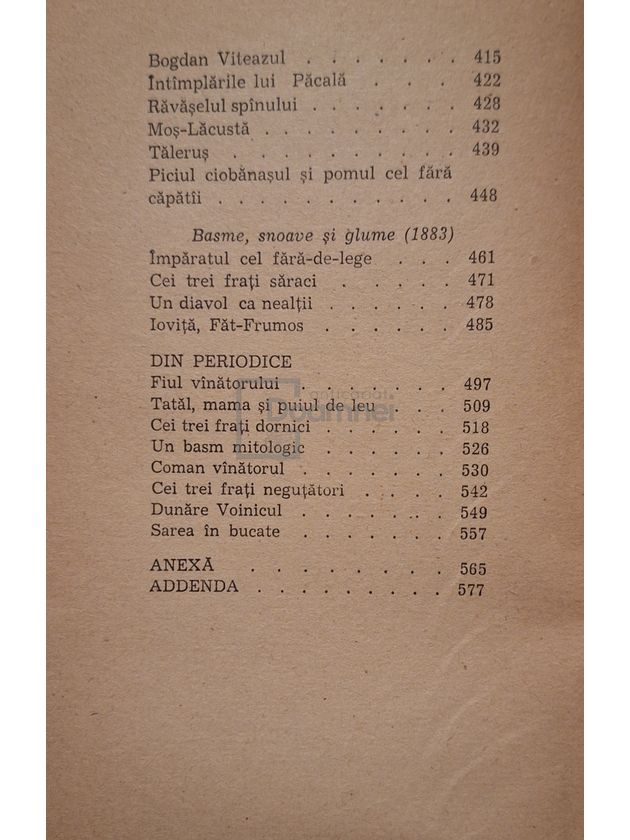 Bogdan Viteazul . . . . . . . 415
Întîmplările lui Păcală . . . 422
Răvășelul spînului . . . . . . 428
Moș-Lăcustă . . . . . . . . 432
Tăleruș . . . . . . . . . . 439
Piciul ciobănașul și pomul cel fără
căpătîi . . . . . . . . . . . 448
Basme, snoave și glume (1883)
Împăratul cel fără-de-lege . . . 461
Cei trei frați săraci . . . . . 471
Un diavol ca nealții . . . . . 478
Ioviță, Făt-Frumos . . . . . . 485
DIN PERIODICE
Fiul vînătorului . . . . . . . 497
Tatăl, mama și puiul de leu . . . 509
Cei trei frați dornici . . . . . . 518
Un basm mitologic . . . . . . 526
Coman vînătorul . . . . . . . 530
Cei trei frați neguțători . . . . 542
Dunăre Voinicul . . . . . . . 549
Sarea în bucate . . . . . . . 557
ANEXĂ . . . . . . . . 565
ADDENDA . . . . . . . . . 577